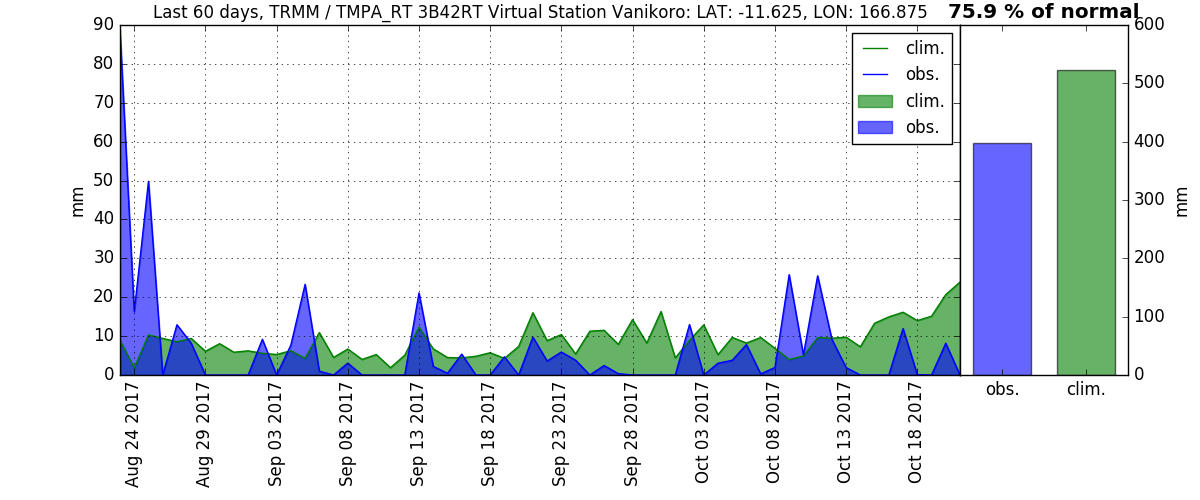 Last 60 days, TRMM / TMPA_RT 3B42RT Virtual Station Vanikoro: LAT: -11.625, LON: 166.875
75.9 % of normal
90
80
70
60
50
40
30
20
10
0
mm
clim.
obs.
clim.
obs.
Aug 24 2017
Aug 29 2017
Sep 03 2017
Sep 08 2017
Sep 13 2017
Sep 18 2017
Sep 23 2017
Sep 28 2017
Oct 03 2017
Oct 08 2017
Oct 13 2017
Oct 18 2017
600
500
400
300
200
100
0
mm
obs.
clim.